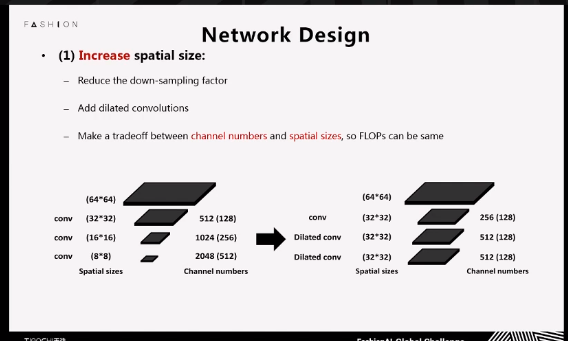 FASHION
Network Design
• (1) Increase spatial size:
– Reduce the down-sampling factor
– Add dilated convolutions
– Make a tradeoff between channel numbers and spatial sizes, so FLOPs can be same
(64*64)
conv (32*32) 512 (128)
conv (16*16) 1024 (256)
conv (8*8) 2048 (512)
Spatial sizes Channel numbers
(64*64)
conv (32*32) 256 (128)
Dilated conv (32*32) 512 (128)
Dilated conv (32*32) 512 (128)
Spatial sizes Channel numbers
FashionAI Global Challenge